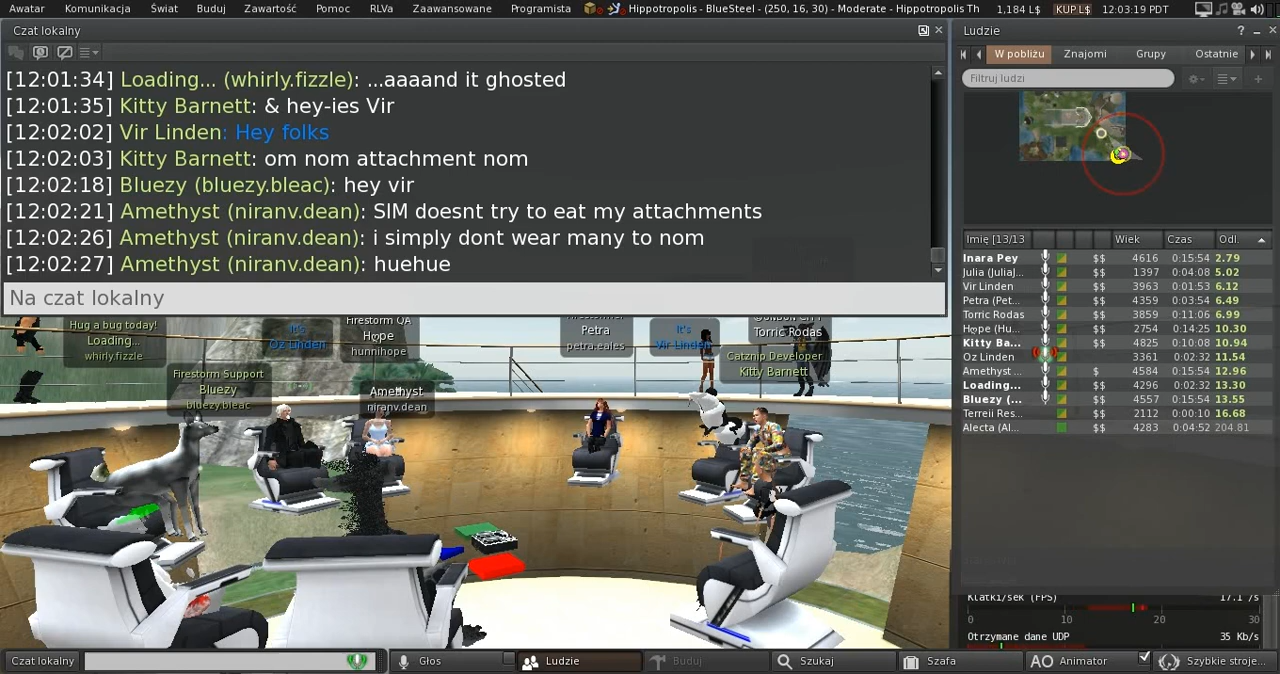 Awatar Komunikacja Świat Buduj Zawartość Pomoc RLVa Zaawansowane Programista Hippotropolis - BlueSteel - (250, 16, 30) - Moderate - Hippotropolis Th 1,184 L$ KUP L$ 12:03:19 PDT
Czat lokalny
[12:01:34] Loading... (whirly.fizzle): ...aaaand it ghosted
[12:01:35] Kitty Barnett: & hey-ies Vir
[12:02:02] Vir Linden: Hey folks
[12:02:03] Kitty Barnett: om nom attachment nom
[12:02:18] Bluezy (bluezy.bleac): hey vir
[12:02:21] Amethyst (niranv.dean): SIM doesnt try to eat my attachments
[12:02:26] Amethyst (niranv.dean): i simply dont wear many to nom
[12:02:27] Amethyst (niranv.dean): huehue
Na czat lokalny
Hug a bug today!
Loading...
whirly.fizzle
It's
Oz Linden
Firestorm QA
Hope
hunnihope
Petra
petra.eales
It's
Vir Linden
Torric Rodas
Catznip Developer
Kitty Barnett
Firestorm Support
Bluezy
bluezy.bleac
Amethyst
niranv.dean
Ludzie
W pobliżu Znajomi Grupy Ostatnie
Filtruj ludzi
Imię [13/13 Wiek Czas Odl.
Inara Pey $$ 4616 0:15:54 2.79
Julia (JuliaJ... $$ 1397 0:04:08 5.02
Vir Linden $$ 3963 0:01:53 6.12
Petra (Pet... $$ 4359 0:03:54 6.49
Torric Rodas $$ 3859 0:11:06 6.99
Hope (Hu... $$ 2754 0:14:25 10.30
Kitty Ba... $$ 4825 0:10:08 10.94
Oz Linden 3361 0:02:32 11.54
Amethyst ... $ 4584 0:15:54 12.96
Loading... $$ 4296 0:02:32 13.30
Bluezy (... $$ 4557 0:15:54 13.55
Terreii Res... $$ 2112 0:00:10 16.68
Alecta (Al... $$ 4283 0:04:52 204.81
Klatki/sek (FPS) 17.1 /s
0 10 20 30
Otrzymane dane UDP 35 Kb/s
Czat lokalny Głos Ludzie Buduj Szukaj Szafa AO Animator Szybkie stroje...